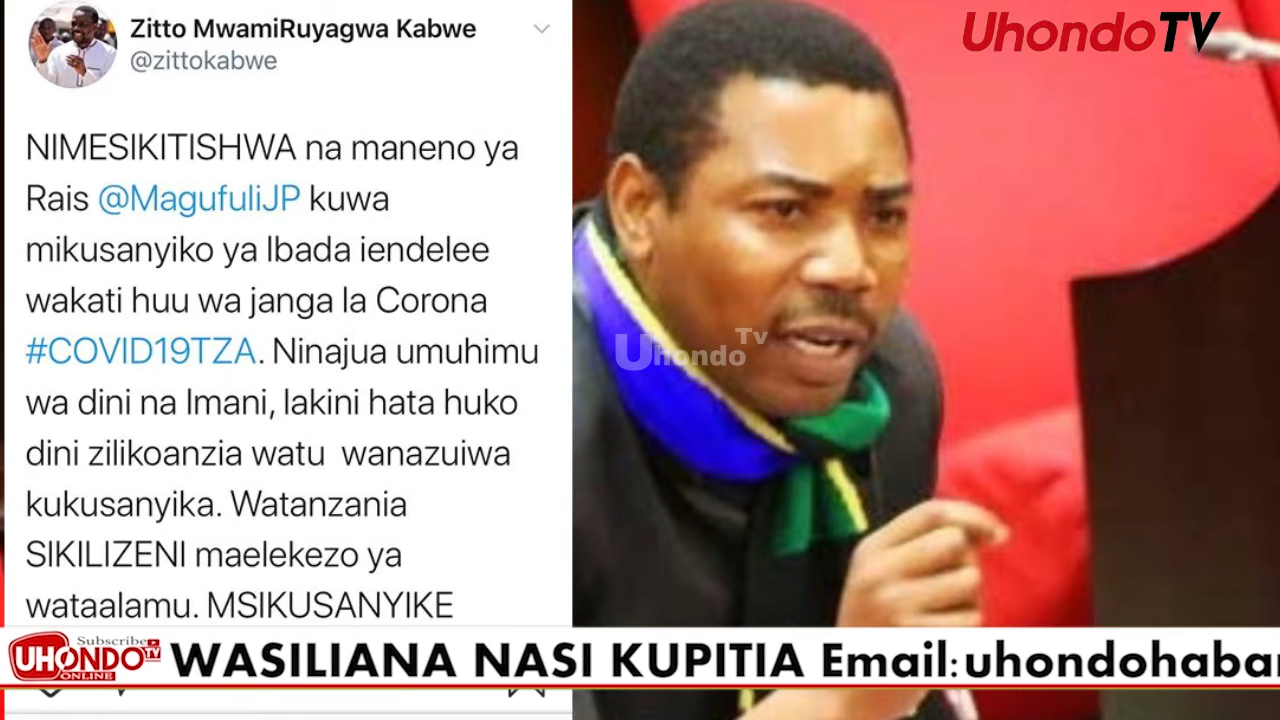 Zitto MwamiRuyagwa Kabwe
@zittokabwe
NIMESIKITISHWA na maneno ya
Rais @MagufuliJP kuwa
mikusanyiko ya Ibada iendelee
wakati huu wa janga la Corona
#COVID19TZA. Ninajua umuhimu
wa dini na Imani, lakini hata huko
dini zilikoanzia watu wanazuiwa
kukusanyika. Watanzania
SIKILIZENI maelekezo ya
wataalamu. MSIKUSANYIKE
UhondoTV
Uhondo Tv
Subscribe
UHONDO TV
ONLINE
WASILIANA NASI KUPITIA Email:uhondohabar